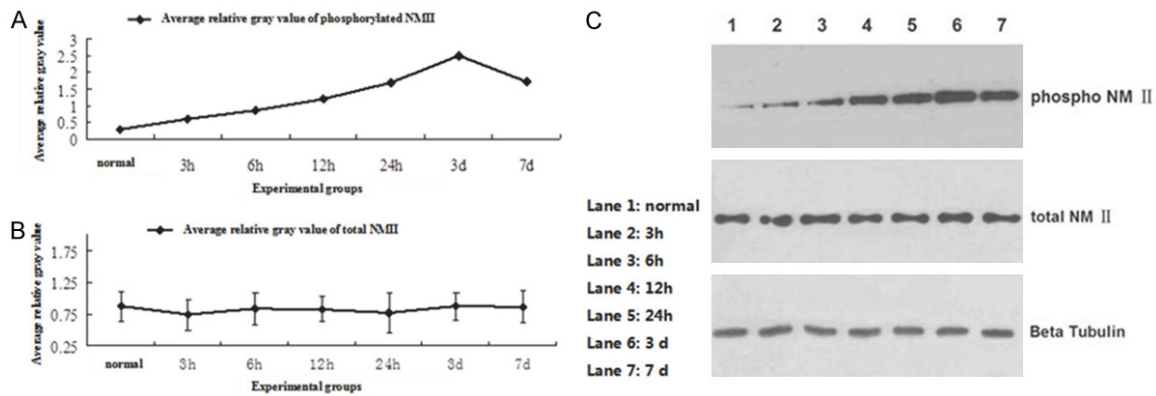 A
Average relative gray value of phosphorylated NMII
Average relative gray value
3
2.5
2
1.5
1
0.5
0
normal 3h 6h 12h 24h 3d 7d
Experimental groups
B
Average relative gray value of total NMII
Average relative gray value
1.75
1.25
0.75
0.25
normal 3h 6h 12h 24h 3d 7d
Experimental groups
C
1 2 3 4 5 6 7
phospho NM II
total NM II
Beta Tubulin
Lane 1: normal
Lane 2: 3h
Lane 3: 6h
Lane 4: 12h
Lane 5: 24h
Lane 6: 3 d
Lane 7: 7 d